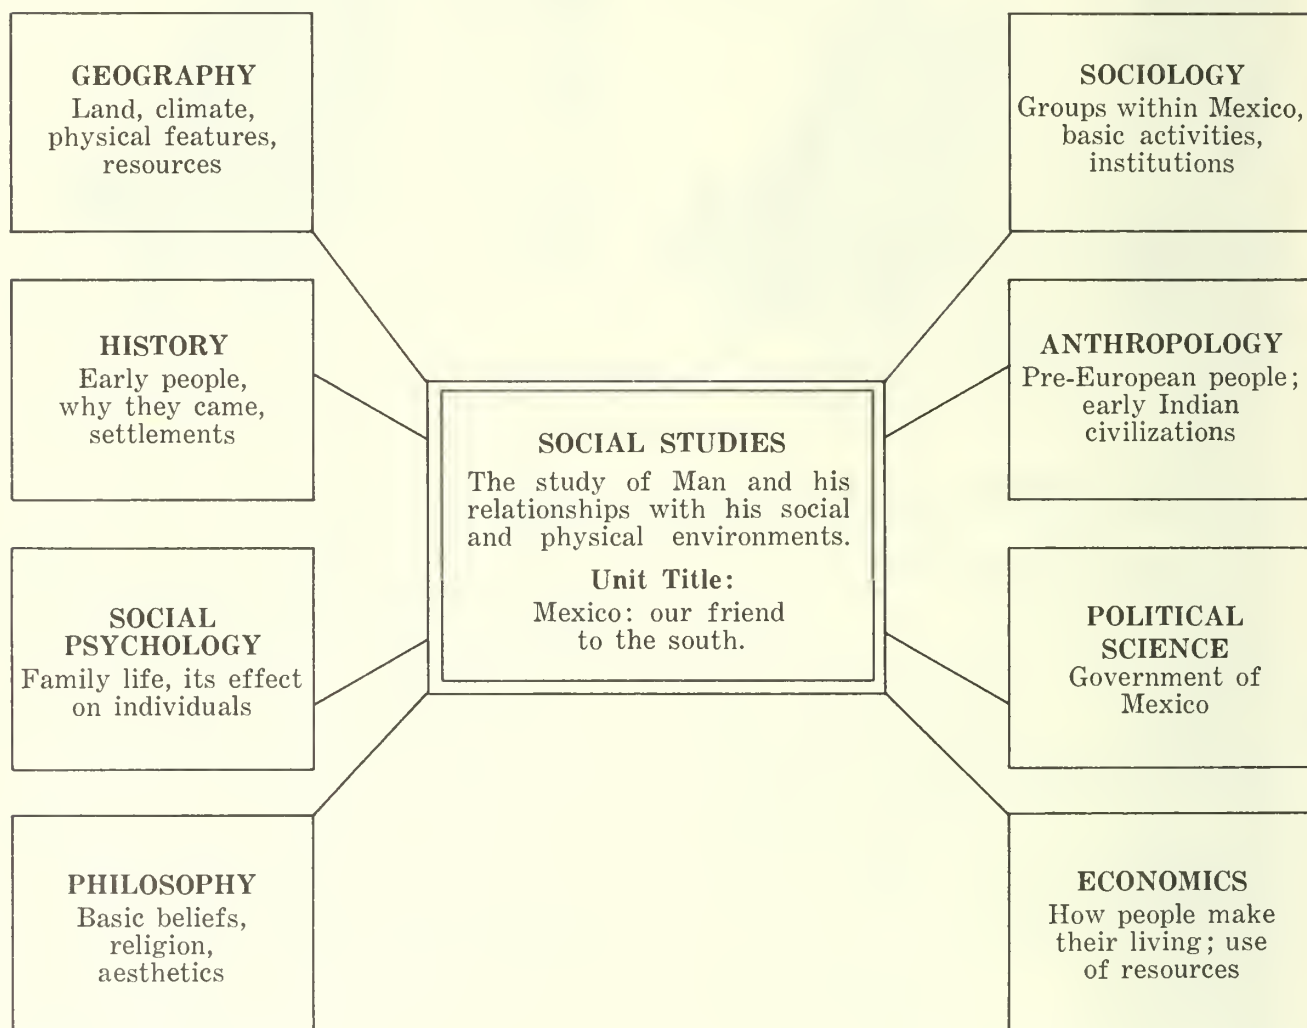 GEOGRAPHY
Land, climate,
physical features,
resources
HISTORY
Early people,
why they came,
settlements
SOCIAL
PSYCHOLOGY
Family life, its effect
on individuals
PHILOSOPHY
Basic beliefs,
religion,
aesthetics
SOCIAL STUDIES
The study of Man and his
relationships with his social
and physical environments.
Unit Title:
Mexico: our friend
to the south.
SOCIOLOGY
Groups within Mexico,
basic activities,
institutions
ANTHROPOLOGY
Pre-European people;
early Indian
civilizations
POLITICAL
SCIENCE
Government of
Mexico
ECONOMICS
How people make
their living; use
of resources